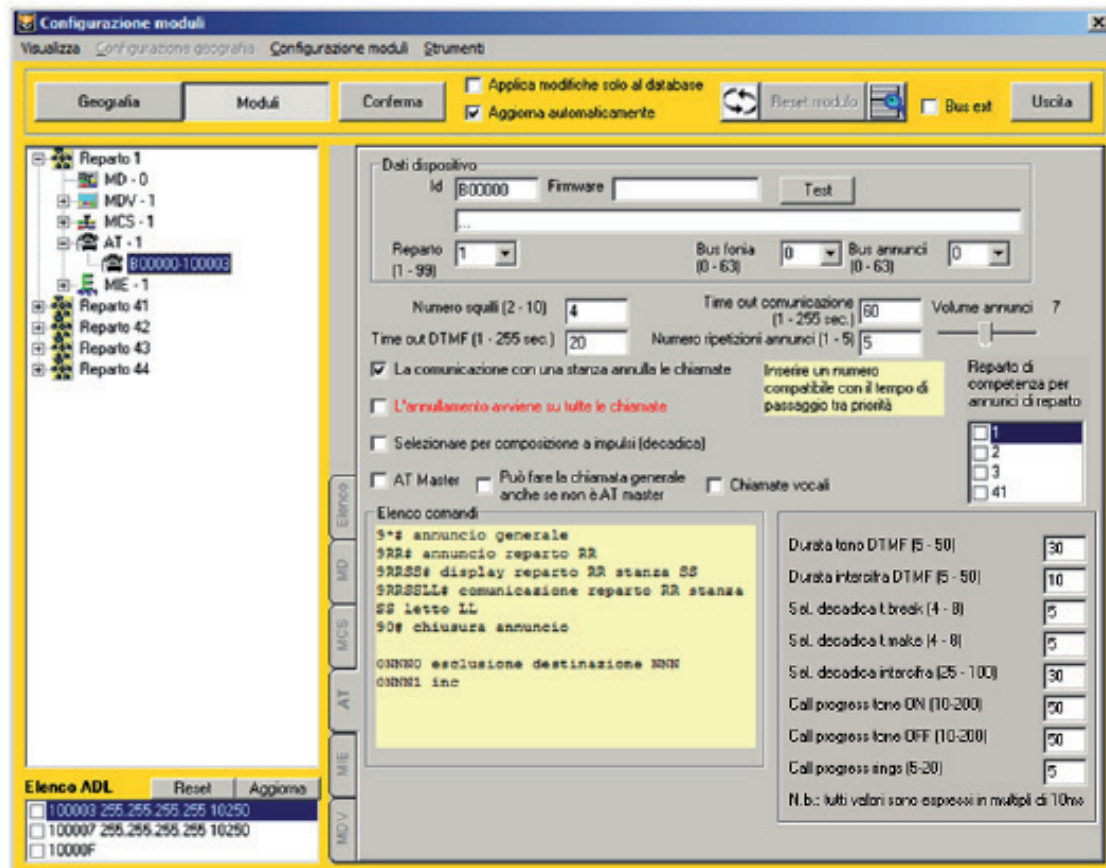 Configurazione moduli
Visualizza Configurazione geografia Configurazione moduli Strumenti
Geografia Moduli Conferma
Applica modifiche solo al database
Aggiorna automaticamente
Reset modulo Bus ext Uscita
Reparto 1
MD - 0
MDV - 1
MCS - 1
AT - 1
B00000-100003
MIE - 1
Reparto 41
Reparto 42
Reparto 43
Reparto 44
Elenco ADL Reset Aggiorna
100003 255.255.255.255 10250
100007 255.255.255.255 10250
10000F
Elenco
MD
MCS
AT
MIE
MDV
Dati dispositivo
Id B00000 Firmware Test
...
Reparto (1 - 99) 1 Bus fonia (0 - 63) 0 Bus annunci (0 - 63) 0
Numero squilli (2 - 10) 4 Time out comunicazione (1 - 255 sec.) 60 Volume annunci 7
Time out DTMF (1 - 255 sec.) 20 Numero ripetizioni annunci (1 - 5) 5
La comunicazione con una stanza annulla le chiamate
L'annullamento avviene su tutte le chiamate
Inserire un numero
compatibile con il tempo di
passaggio tra priorità
Reparto di
competenza per
annunci di reparto
1
2
3
41
Selezionare per composizione a impulsi (decadica)
AT Master Può fare la chiamata generale anche se non è AT master Chiamate vocali
Elenco comandi
9*# annuncio generale
9RR# annuncio reparto RR
9RRSS# display reparto RR stanza SS
9RRSSLL# comunicazione reparto RR stanza
SS letto LL
90# chiusura annuncio
0NNN0 esclusione destinazione NNN
0NNN1 inc
Durata tono DTMF (5 - 50) 30
Durata intercifra DTMF (5 - 50) 10
Sel. decadica t.break (4 - 8) 5
Sel. decadica t.make (4 - 8) 5
Sel. decadica intercifra (25 - 100) 30
Call progress tone ON (10-200) 50
Call progress tone OFF (10-200) 50
Call progress rings (5-20) 5
N.b.: tutti valori sono espressi in multipli di 10ms